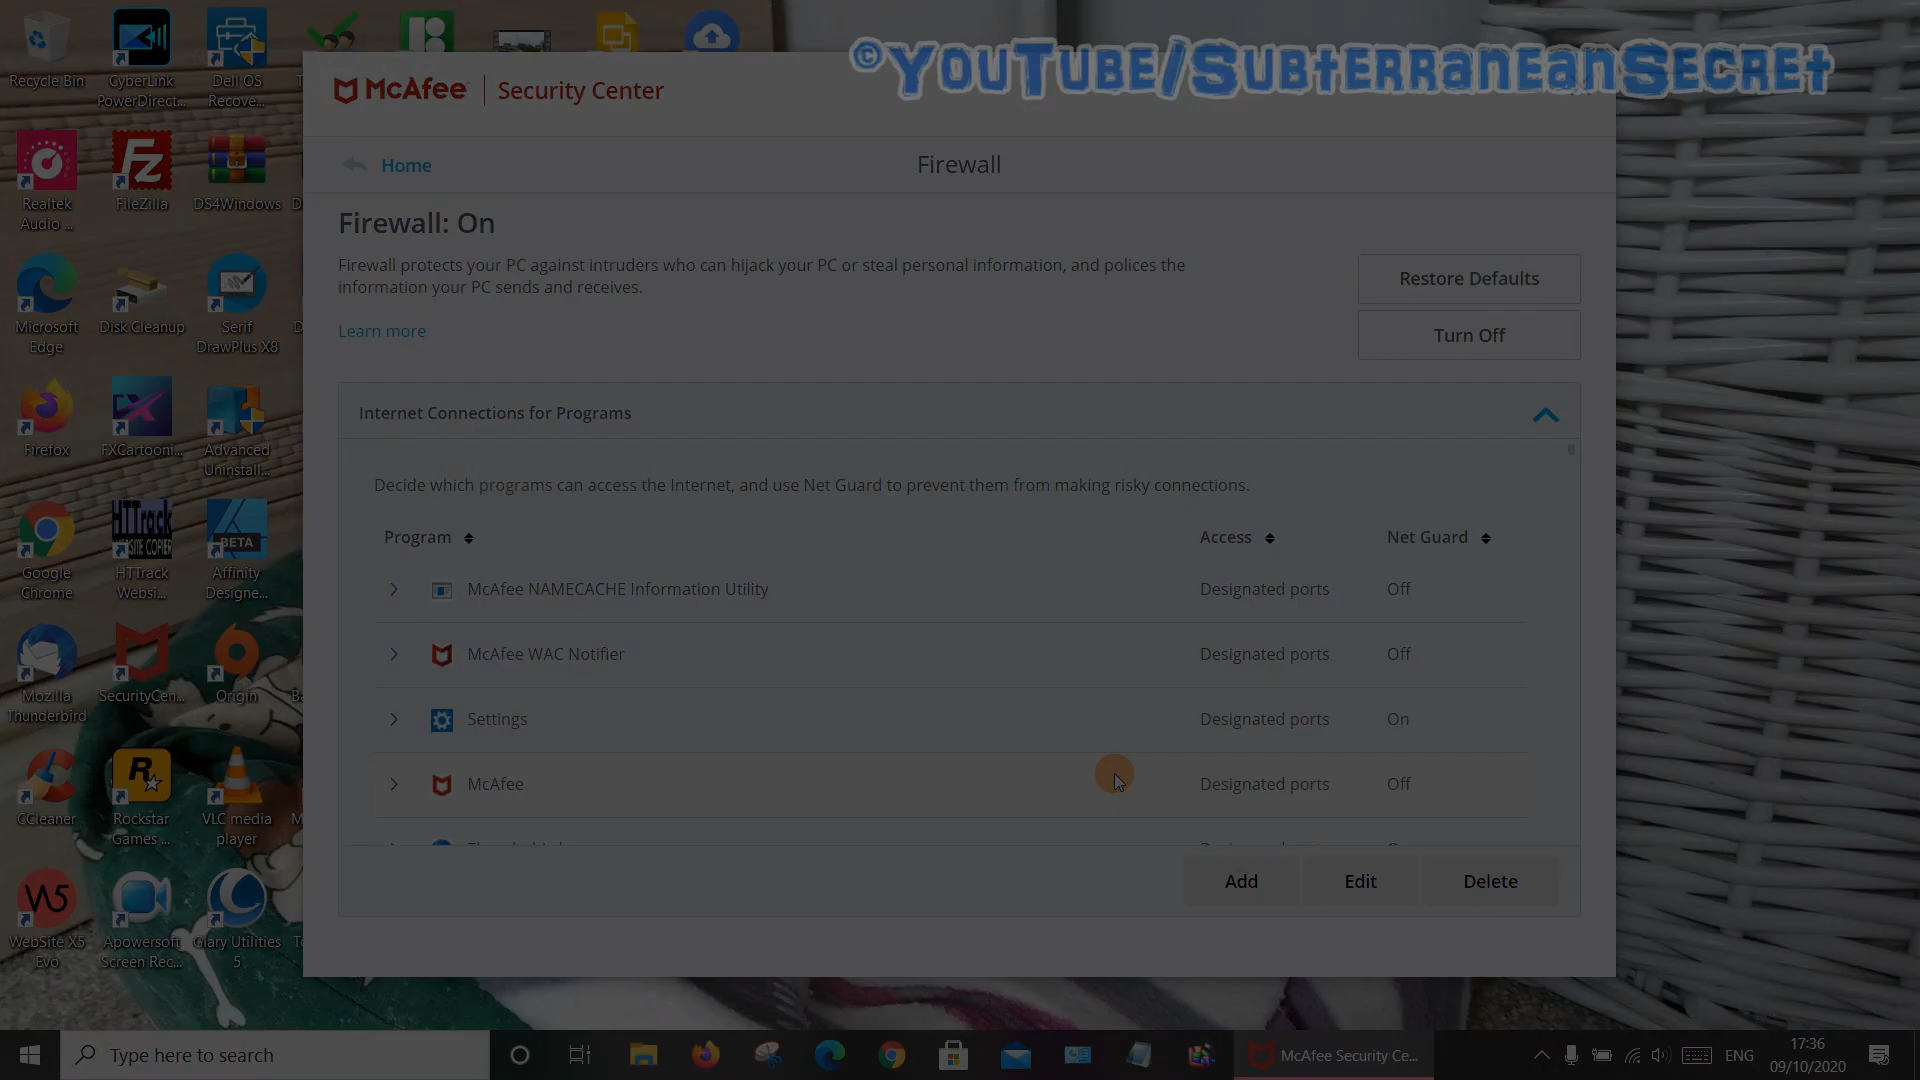 Recycle Bin
CyberLink
PowerDirect...
Dell OS
Recove...
©YouTube/SubterraneanSecret
McAfee
Security Center
Home
Firewall
Firewall: On
Firewall protects your PC against intruders who can hijack your PC or steal personal information, and polices the
information your PC sends and receives.
Learn more
Restore Defaults
Turn Off
Internet Connections for Programs
Decide which programs can access the Internet, and use Net Guard to prevent them from making risky connections.
Program
Access
Net Guard
McAfee NAMECACHE Information Utility
Designated ports
Off
McAfee WAC Notifier
Designated ports
Off
Settings
Designated ports
On
McAfee
Designated ports
Off
Add
Edit
Delete
Realtek
Audio ...
FileZilla
DS4Windows
Microsoft
Edge
Disk Cleanup
Serif
DrawPlus X8
Firefox
FXCartooni...
Advanced
Uninstall...
HTTrack
WEBSITE COPIER
BETA
Google
Chrome
HTTrack
Websi...
Affinity
Designe...
Mozilla
Thunderbird
SecurityCen...
Origin
CCleaner
Rockstar
Games ...
VLC media
player
W5
WebSite X5
Evo
Apowersoft
Screen Rec...
Glary Utilities
5
Type here to search
McAfee Security Ce...
ENG
17:36
09/10/2020